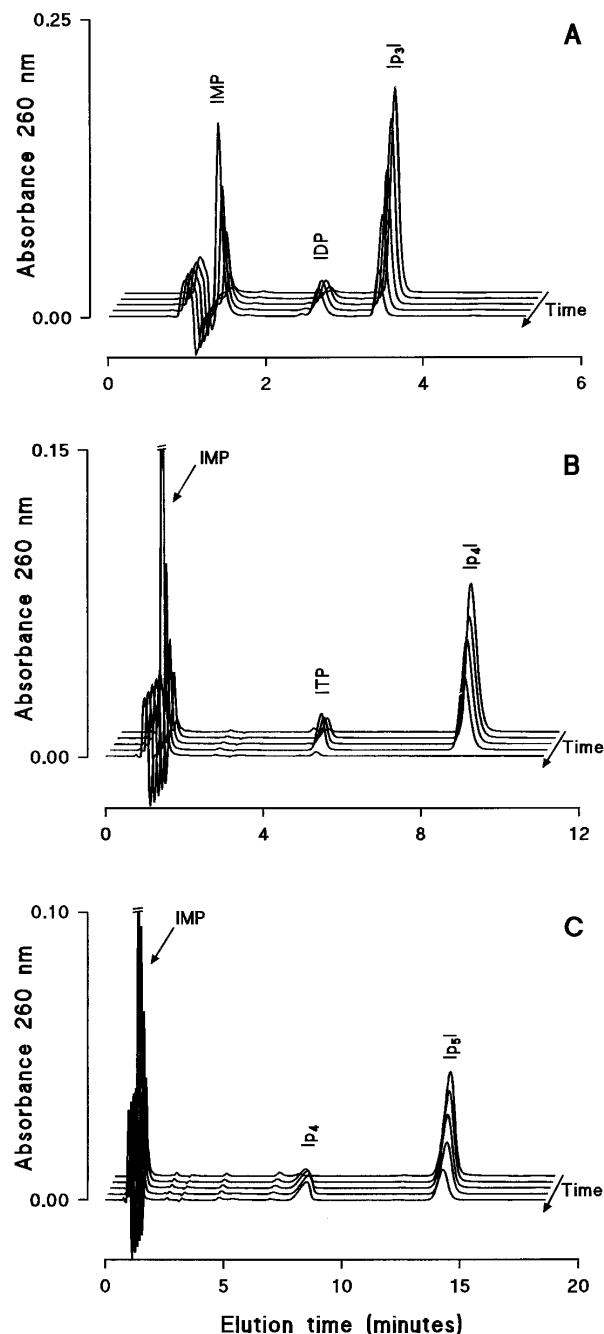 0.25
A
Absorbance 260 nm
IMP
IDP
Ip₃I
0.00
Time
0 2 4 6
0.15
B
Absorbance 260 nm
IMP
ITP
Ip₄I
0.00
Time
0 4 8 12
0.10
C
Absorbance 260 nm
IMP
Ip₄
Ip₅I
0.00
Time
0 5 10 15 20
Elution time (minutes)